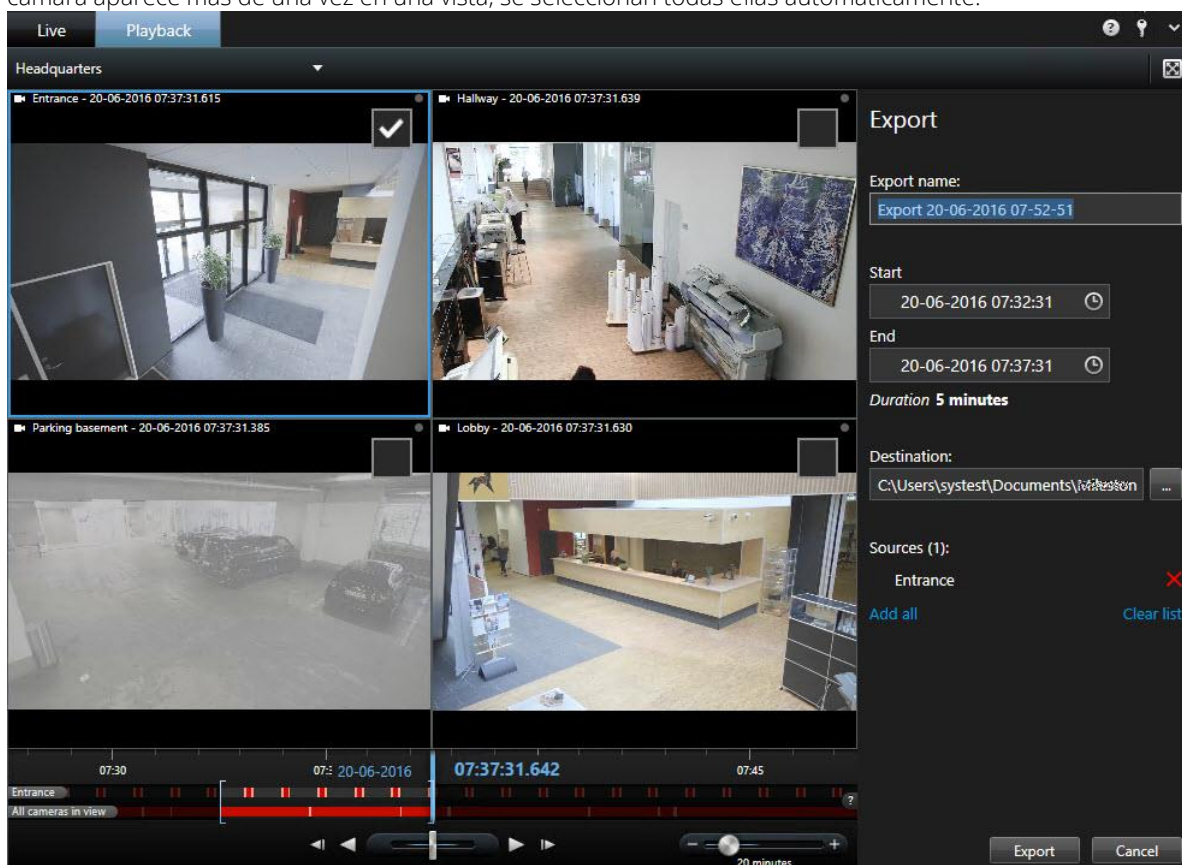 cámara aparece más de una vez en una vista, se seleccionan todas ellas automáticamente.
Live
Playback
Headquarters
Entrance - 20-06-2016 07:37:31.615
Hallway - 20-06-2016 07:37:31.639
Parking basement - 20-06-2016 07:37:31.385
Lobby - 20-06-2016 07:37:31.630
Export
Export name:
Export 20-06-2016 07-52-51
Start
20-06-2016 07:32:31
End
20-06-2016 07:37:31
Duration 5 minutes
Destination:
C:\Users\systest\Documents\Mileston
...
Sources (1):
Entrance
Add all
Clear list
07:30
07:3
20-06-2016
07:37:31.642
07:45
Entrance
All cameras in view
?
20 minutes
Export
Cancel